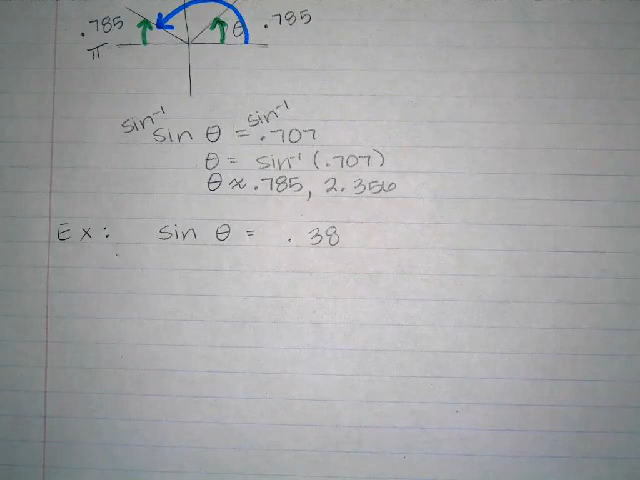 .785 θ .785
π
sin⁻¹ sin⁻¹
sin θ = .707
θ = sin⁻¹ (.707)
θ ≈ .785, 2.356
Ex: sin θ = .38